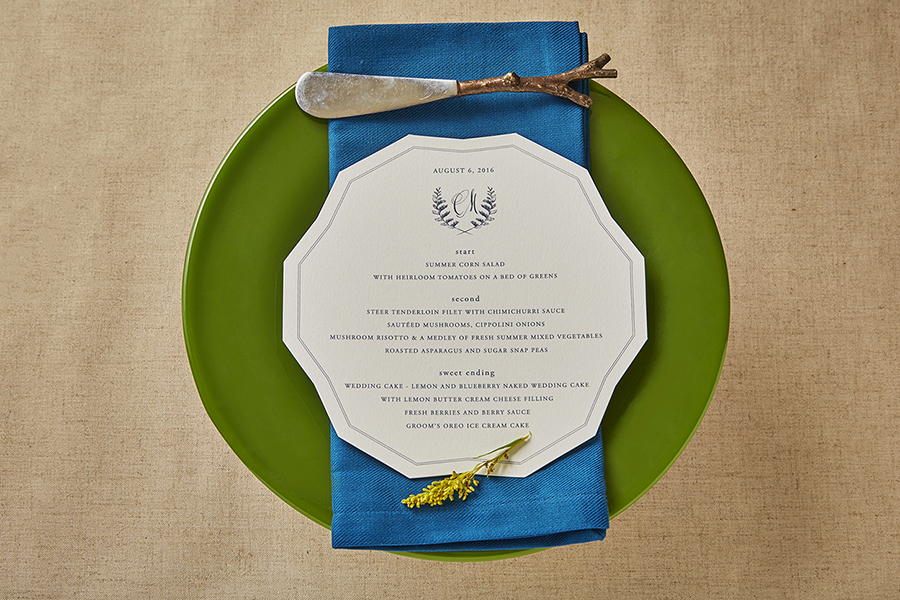 AUGUST 6, 2016
CM
start
SUMMER CORN SALAD
WITH HEIRLOOM TOMATOES ON A BED OF GREENS
second
STEER TENDERLOIN FILET WITH CHIMICHURRI SAUCE
SAUTÉED MUSHROOMS, CIPPOLINI ONIONS
MUSHROOM RISOTTO & A MEDLEY OF FRESH SUMMER MIXED VEGETABLES
ROASTED ASPARAGUS AND SUGAR SNAP PEAS
sweet ending
WEDDING CAKE - LEMON AND BLUEBERRY NAKED WEDDING CAKE
WITH LEMON BUTTER CREAM CHEESE FILLING
FRESH BERRIES AND BERRY SAUCE
GROOM'S OREO ICE CREAM CAKE